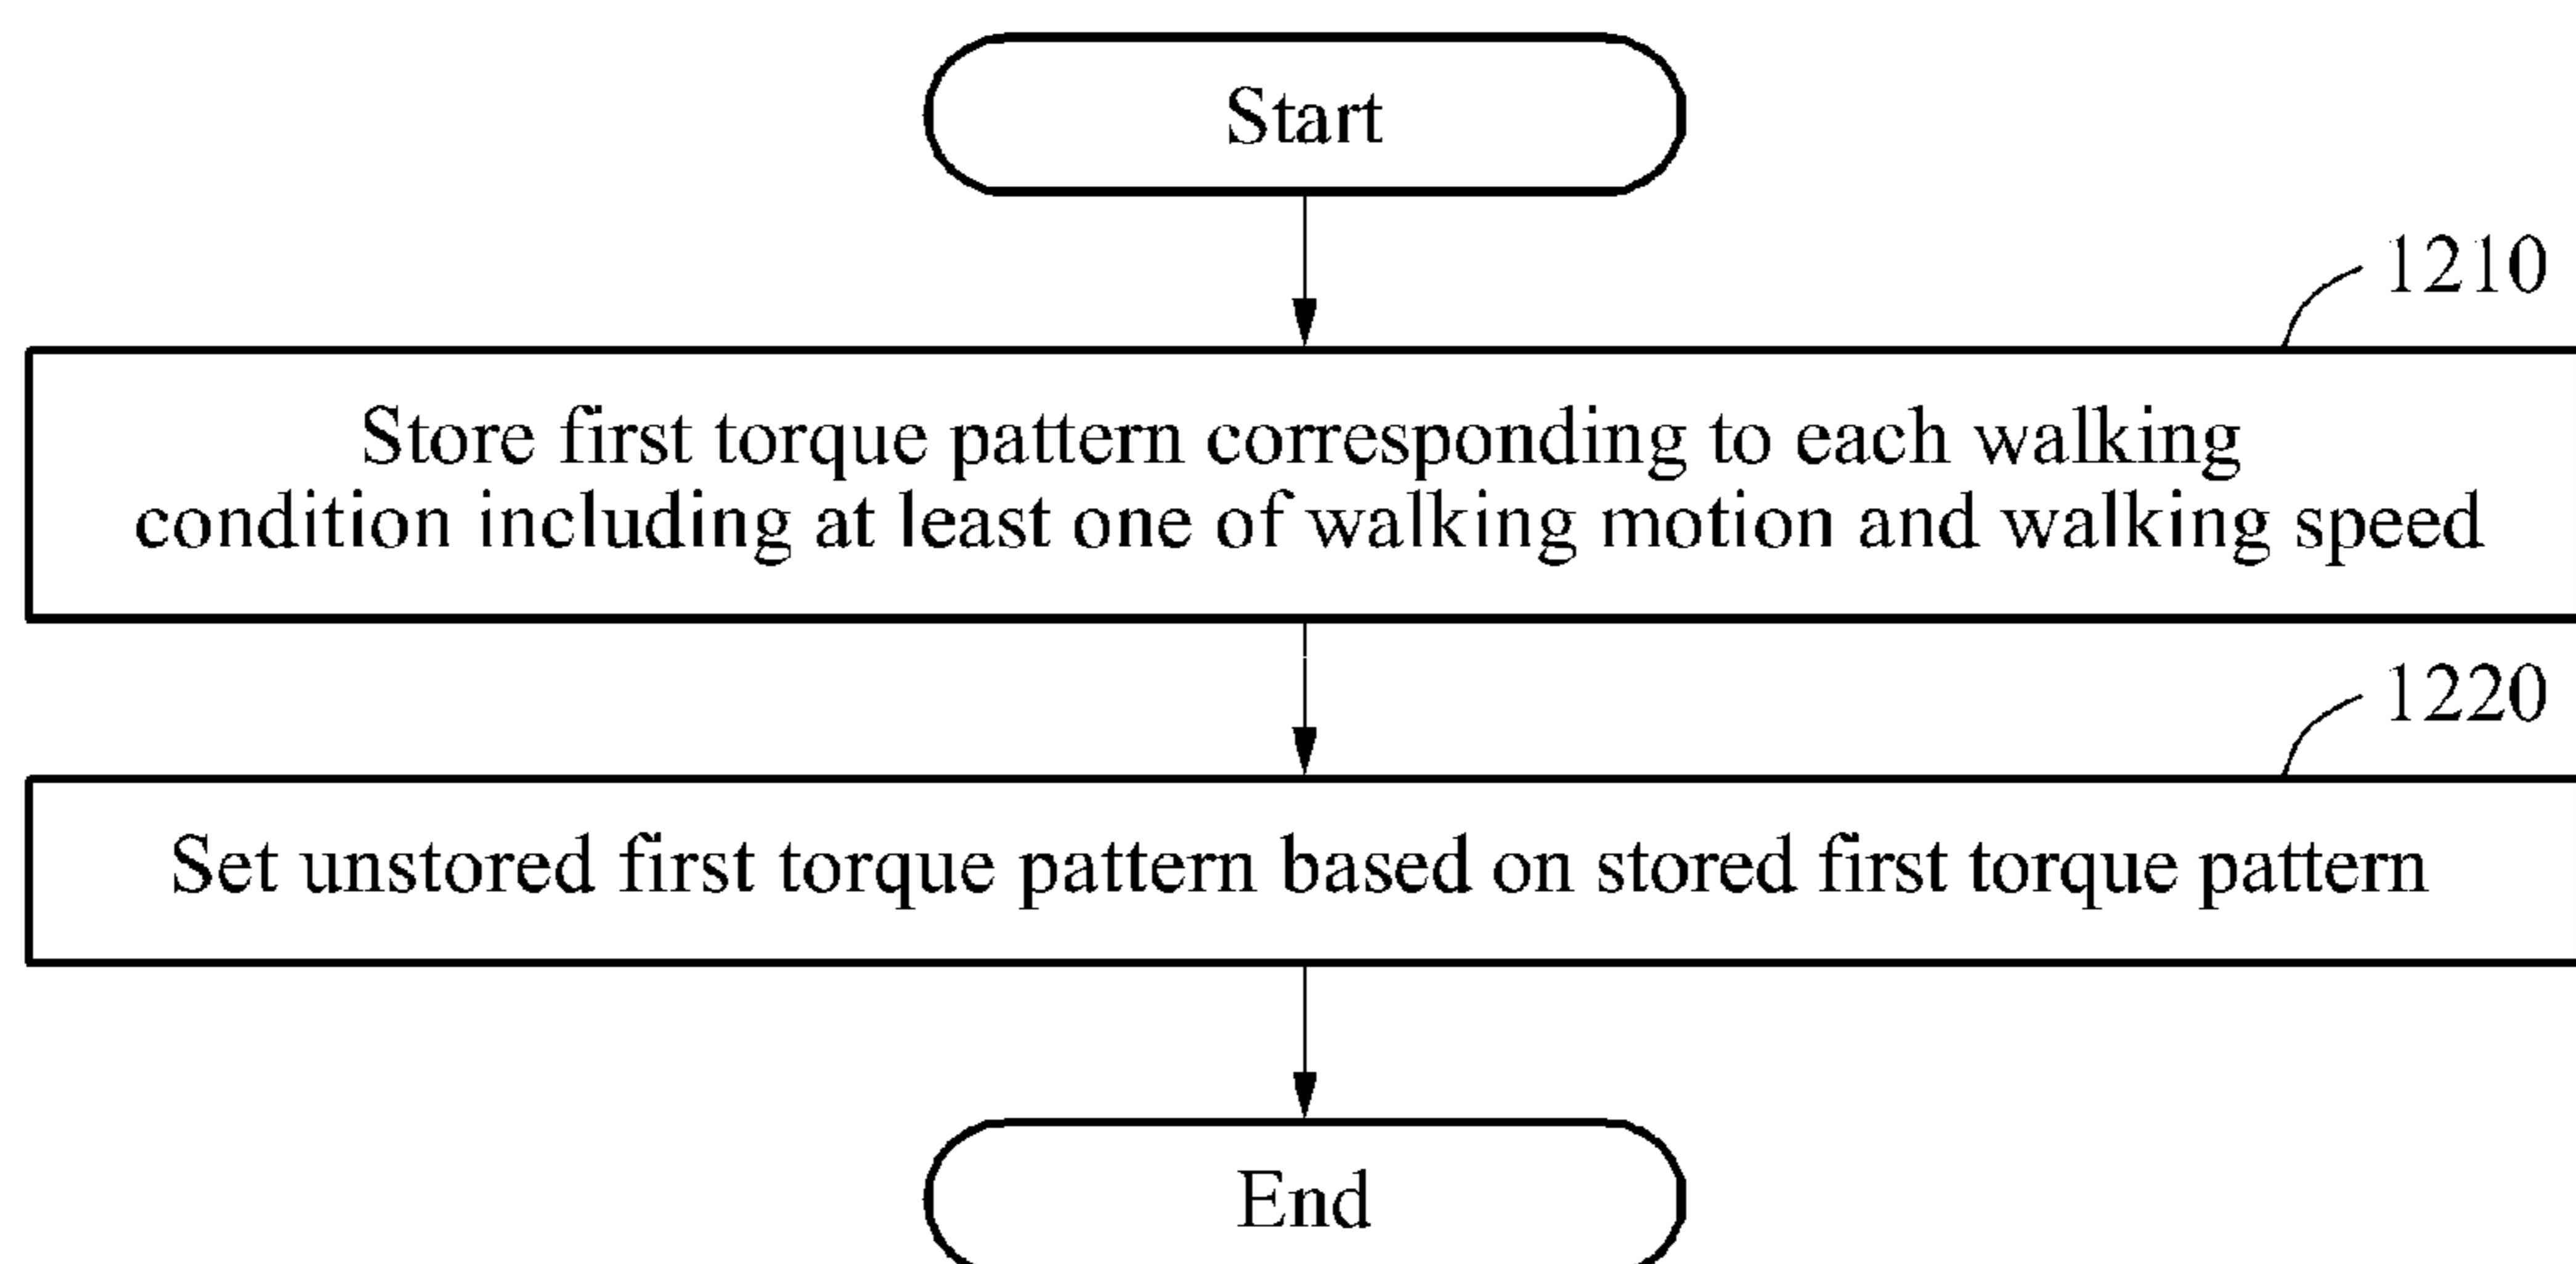 Start
1210
Store first torque pattern corresponding to each walking
condition including at least one of walking motion and walking speed
1220
Set unstored first torque pattern based on stored first torque pattern
End